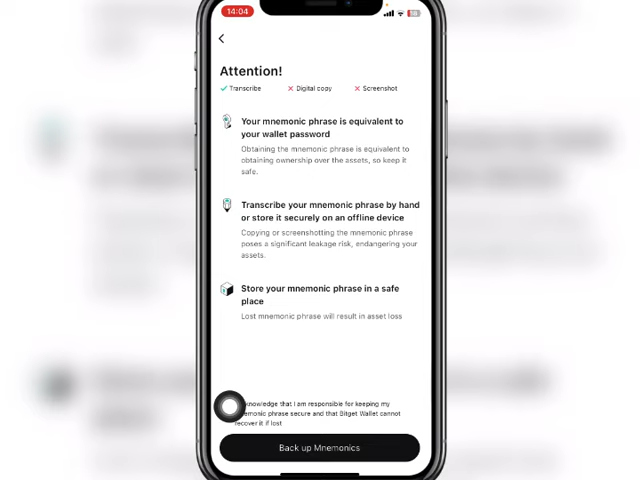 14:04
Attention!
Transcribe Digital copy Screenshot
Your mnemonic phrase is equivalent to
your wallet password
Obtaining the mnemonic phrase is equivalent to
obtaining ownership over the assets, so keep it
safe.
Transcribe your mnemonic phrase by hand
or store it securely on an offline device
Copying or screenshotting the mnemonic phrase
poses a significant leakage risk, endangering your
assets.
Store your mnemonic phrase in a safe
place
Lost mnemonic phrase will result in asset loss
knowledge that I am responsible for keeping my
nemonic phrase secure and that Bitget Wallet cannot
recover it if lost
Back up Mnemonics